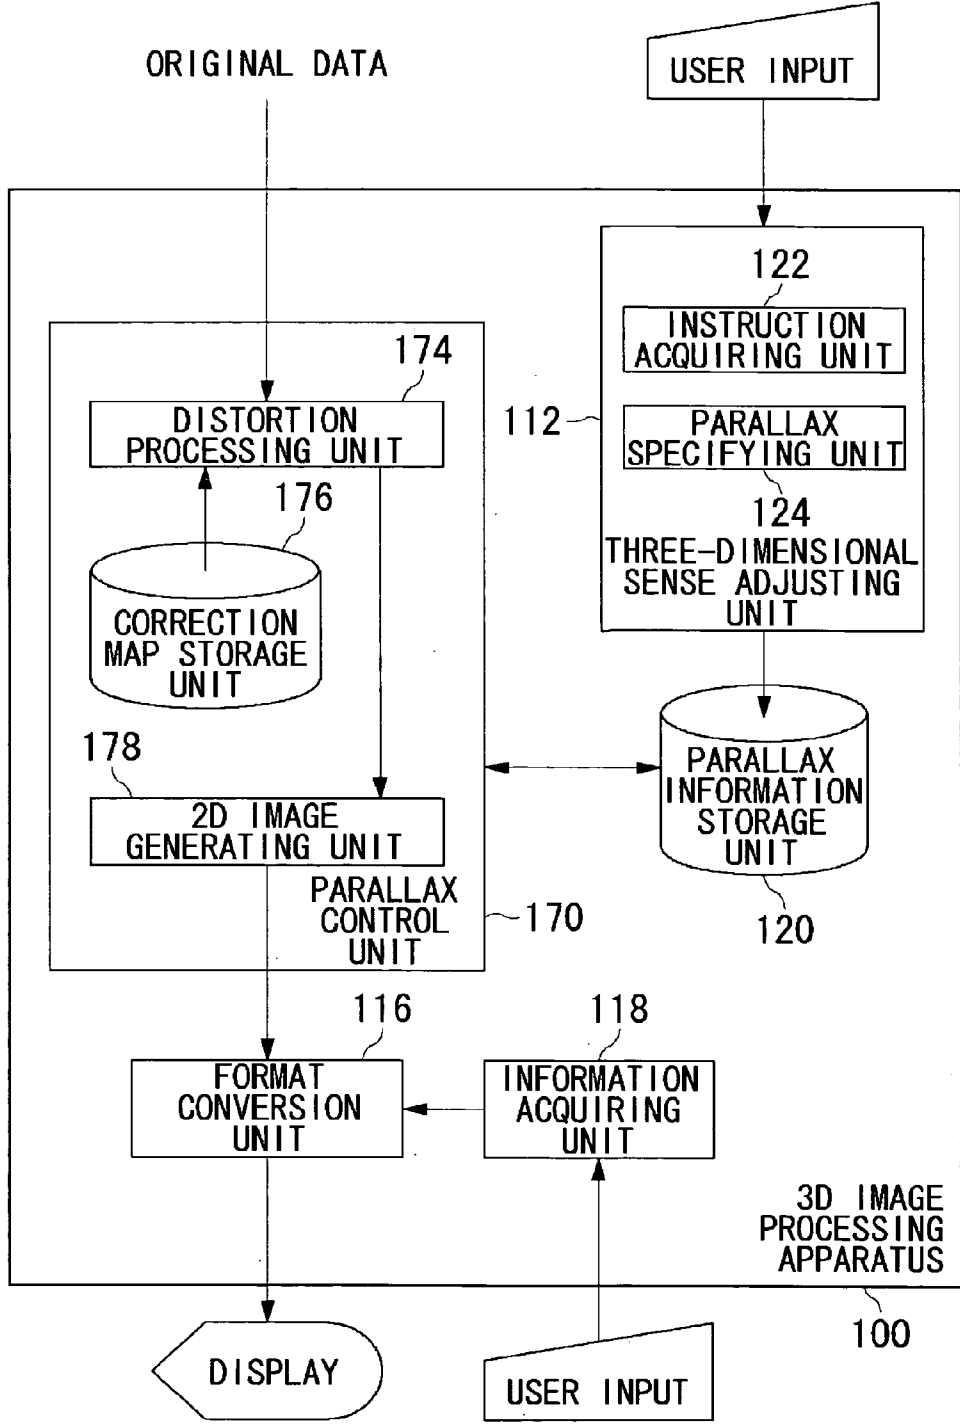 ORIGINAL DATA
USER INPUT
122
INSTRUCTION
ACQUIRING UNIT
174
DISTORTION
PROCESSING UNIT
112
PARALLAX
SPECIFYING UNIT
176
124
THREE-DIMENSIONAL
SENSE ADJUSTING
UNIT
CORRECTION
MAP STORAGE
UNIT
178
PARALLAX
INFORMATION
STORAGE
UNIT
2D IMAGE
GENERATING UNIT
PARALLAX
CONTROL
UNIT
170
120
116
118
FORMAT
CONVERSION
UNIT
INFORMATION
ACQUIRING
UNIT
3D IMAGE
PROCESSING
APPARATUS
100
DISPLAY
USER INPUT